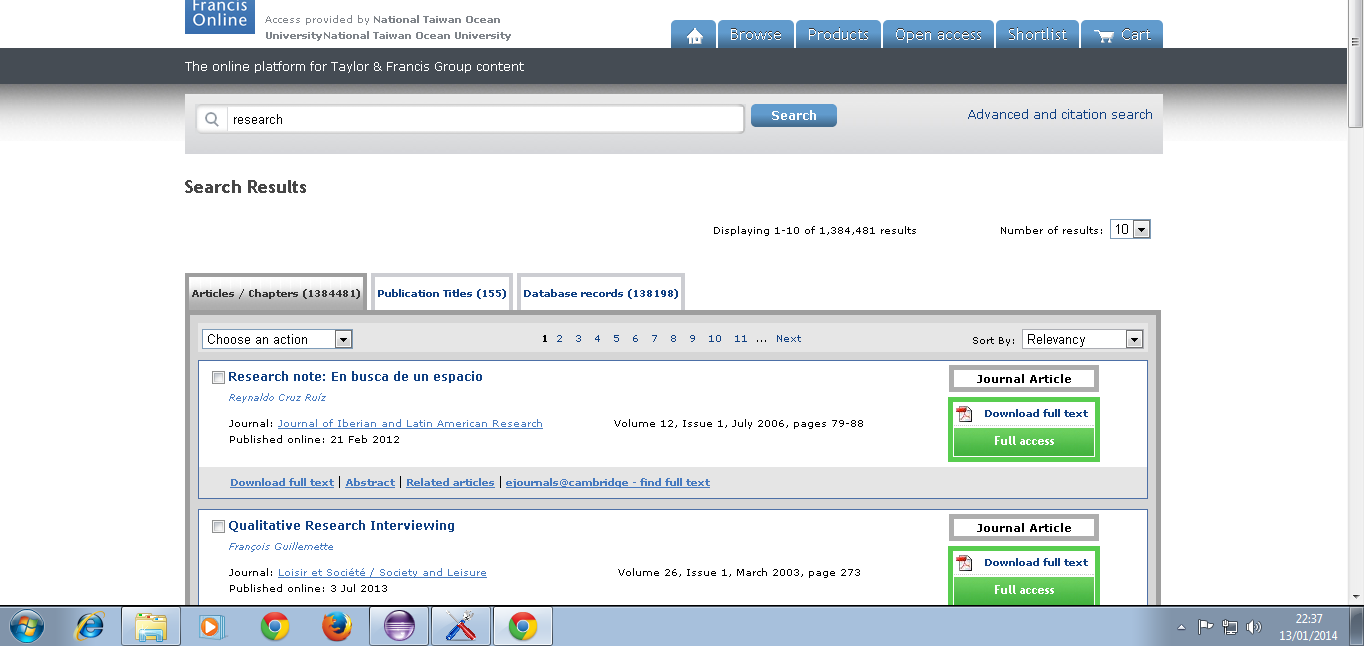 Francis
Online
Access provided by National Taiwan Ocean
UniversityNational Taiwan Ocean University
Browse
Products
Open access
Shortlist
Cart
The online platform for Taylor & Francis Group content
research
Search
Advanced and citation search
Search Results
Displaying 1-10 of 1,384,481 results
Number of results: 10
Articles / Chapters (1384481)
Publication Titles (155)
Database records (138198)
Choose an action
1 2 3 4 5 6 7 8 9 10 11 ... Next
Sort By: Relevancy
Research note: En busca de un espacio
Reynaldo Cruz Ruíz
Journal: Journal of Iberian and Latin American Research
Published online: 21 Feb 2012
Volume 12, Issue 1, July 2006, pages 79-88
Journal Article
Download full text
Full access
Download full text | Abstract | Related articles | ejournals@cambridge - find full text
Qualitative Research Interviewing
François Guillemette
Journal: Loisir et Société / Society and Leisure
Published online: 3 Jul 2013
Volume 26, Issue 1, March 2003, page 273
Journal Article
Download full text
Full access
22:37
13/01/2014